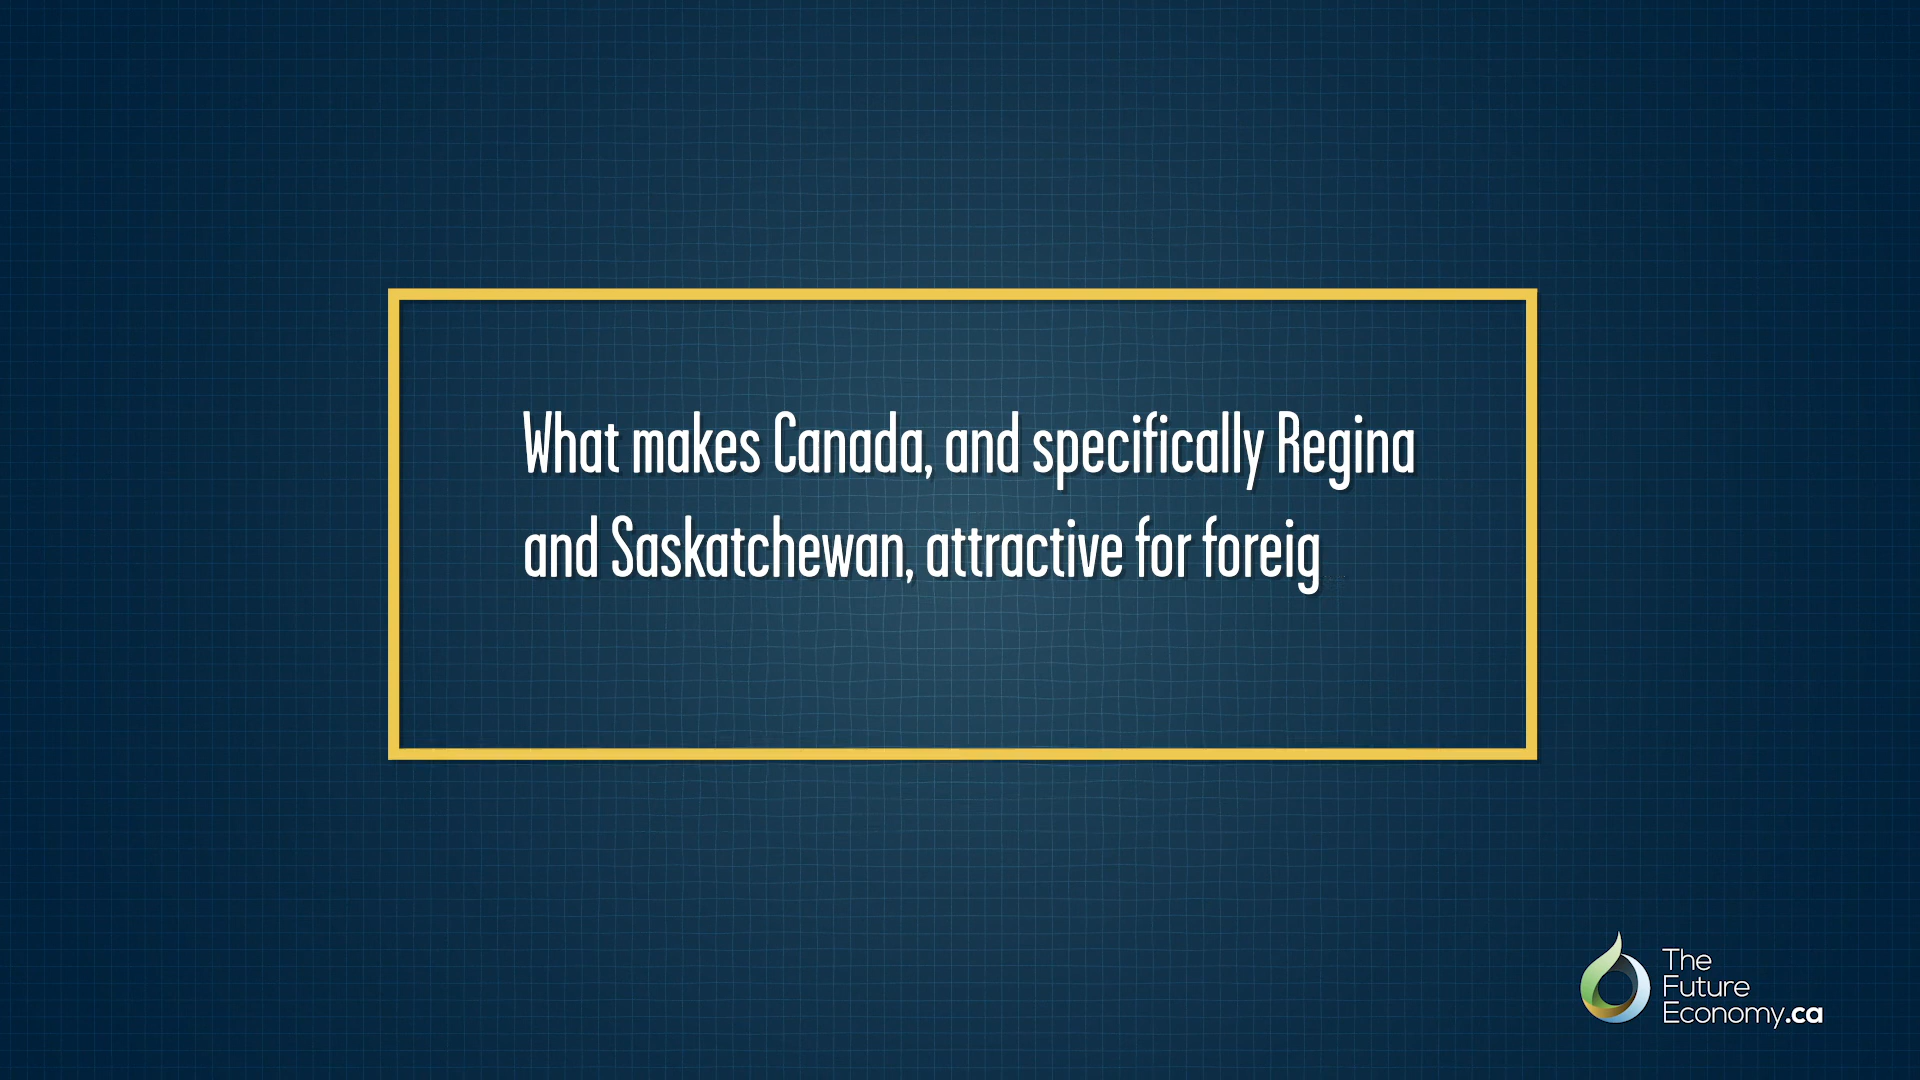 What makes Canada, and specifically Regina
and Saskatchewan, attractive for foreig
The
Future
Economy.ca